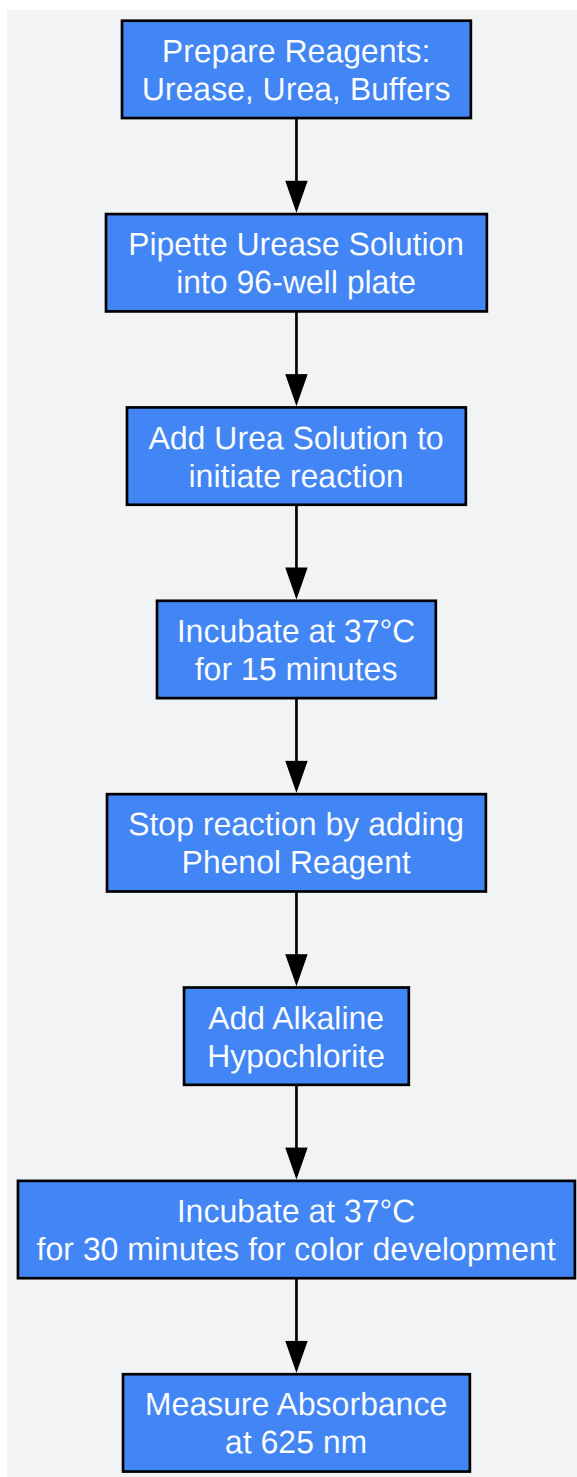 Prepare Reagents:
Urease, Urea, Buffers
Pipette Urease Solution
into 96-well plate
Add Urea Solution to
initiate reaction
Incubate at 37°C
for 15 minutes
Stop reaction by adding
Phenol Reagent
Add Alkaline
Hypochlorite
Incubate at 37°C
for 30 minutes for color development
Measure Absorbance
at 625 nm